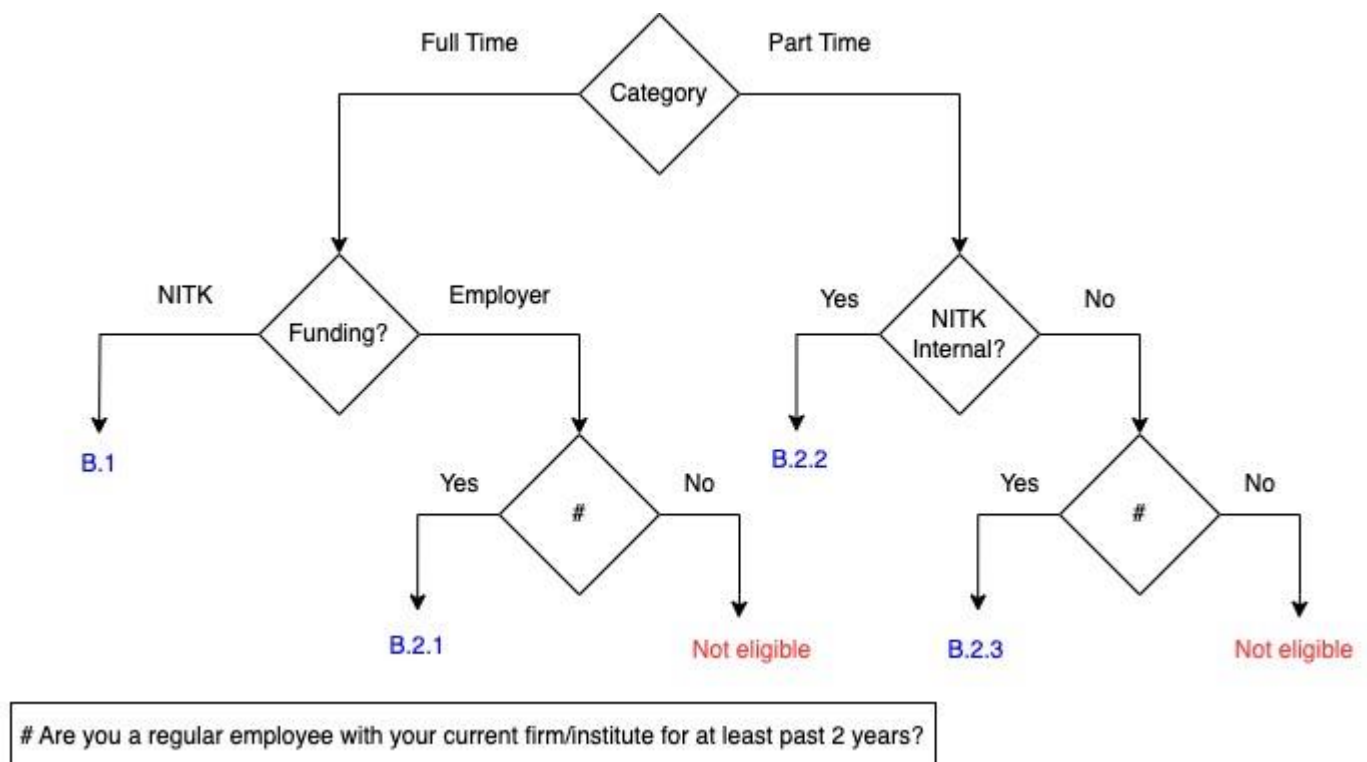 Full Time
Part Time
Category
NITK
Employer
Funding?
Yes
No
NITK
Internal?
B.1
B.2.2
Yes
No
#
Yes
No
#
B.2.1
Not eligible
B.2.3
Not eligible
# Are you a regular employee with your current firm/institute for at least past 2 years?